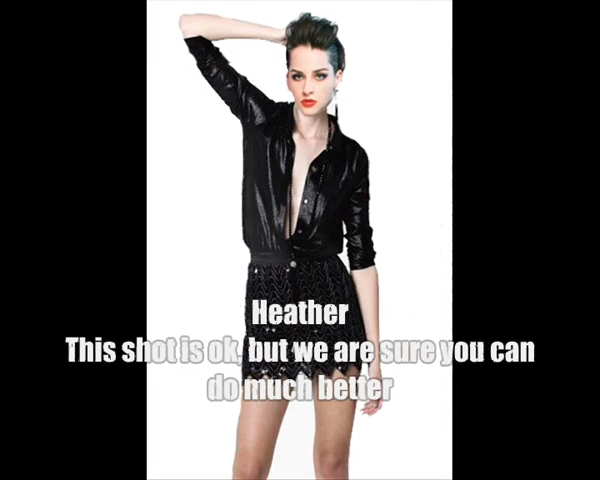 Heather
This shot is ok, but we are sure you can
do much better